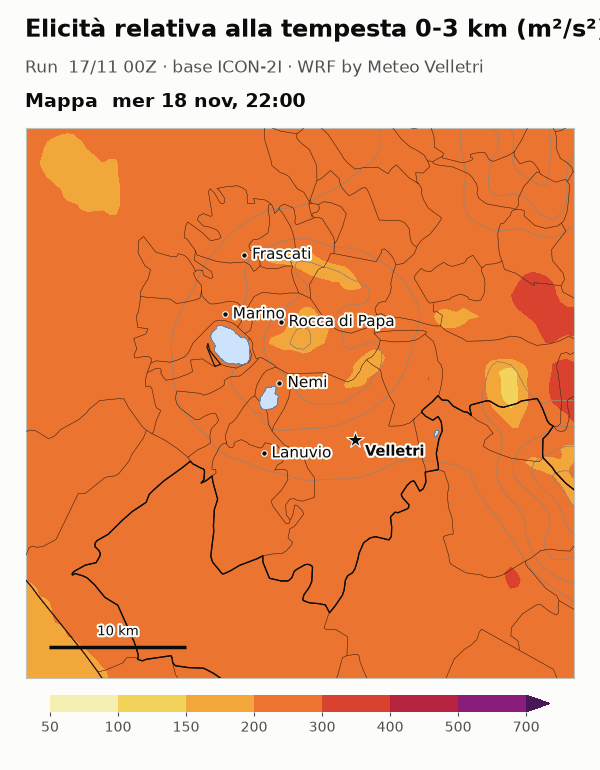 Elicità relativa alla tempesta 0-3 km (m²/s²)
Run 17/11 00Z · base ICON-2I · WRF by Meteo Velletri
Mappa mer 18 nov, 22:00
Frascati
Marino
Rocca di Papa
Nemi
Velletri
Lanuvio
10 km
50 100 150 200 300 400 500 700